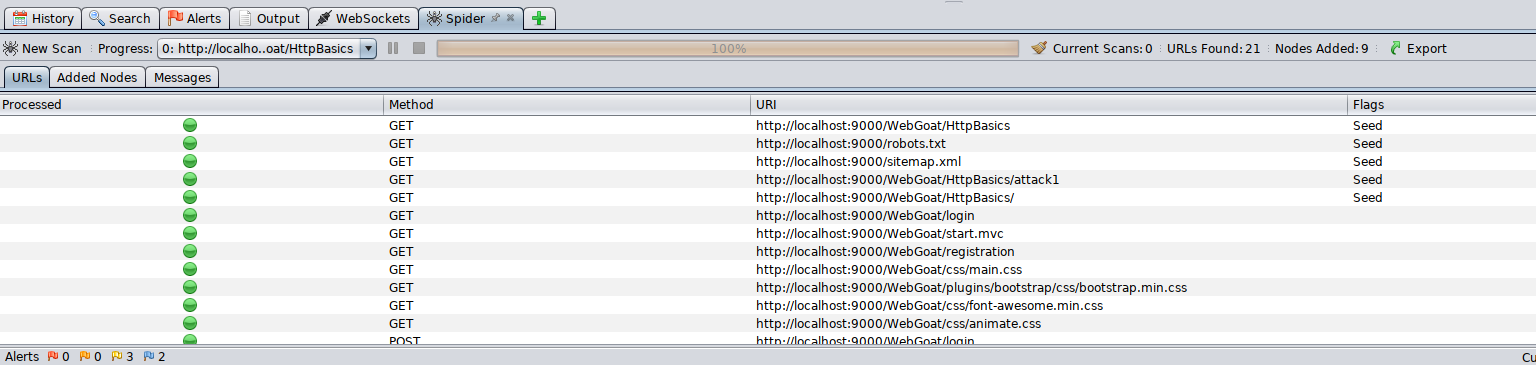 History Search Alerts Output WebSockets Spider
New Scan Progress: 0: http://localho..oat/HttpBasics 100% Current Scans: 0 URLs Found: 21 Nodes Added: 9 Export
URLs Added Nodes Messages
Processed Method URI Flags
GET http://localhost:9000/WebGoat/HttpBasics Seed
GET http://localhost:9000/robots.txt Seed
GET http://localhost:9000/sitemap.xml Seed
GET http://localhost:9000/WebGoat/HttpBasics/attack1 Seed
GET http://localhost:9000/WebGoat/HttpBasics/ Seed
GET http://localhost:9000/WebGoat/login
GET http://localhost:9000/WebGoat/start.mvc
GET http://localhost:9000/WebGoat/registration
GET http://localhost:9000/WebGoat/css/main.css
GET http://localhost:9000/WebGoat/plugins/bootstrap/css/bootstrap.min.css
GET http://localhost:9000/WebGoat/css/font-awesome.min.css
GET http://localhost:9000/WebGoat/css/animate.css
POST http://localhost:9000/WebGoat/login
Alerts 0 0 3 2 Cu